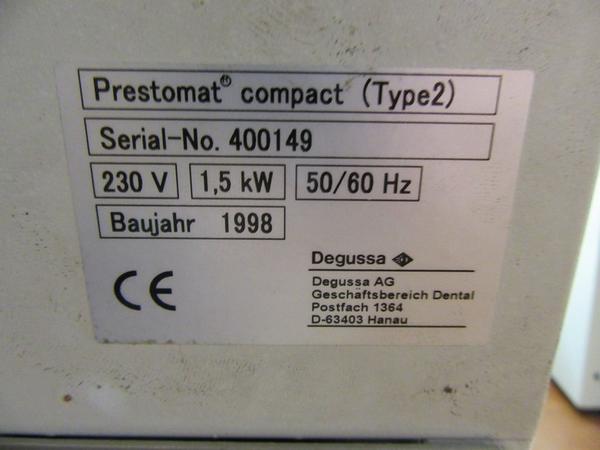 Prestomat® compact (Type2)
Serial-No. 400149
230 V 1,5 kW 50/60 Hz
Baujahr 1998
CE
Degussa
Degussa AG
Geschäftsbereich Dental
Postfach 1364
D-63403 Hanau